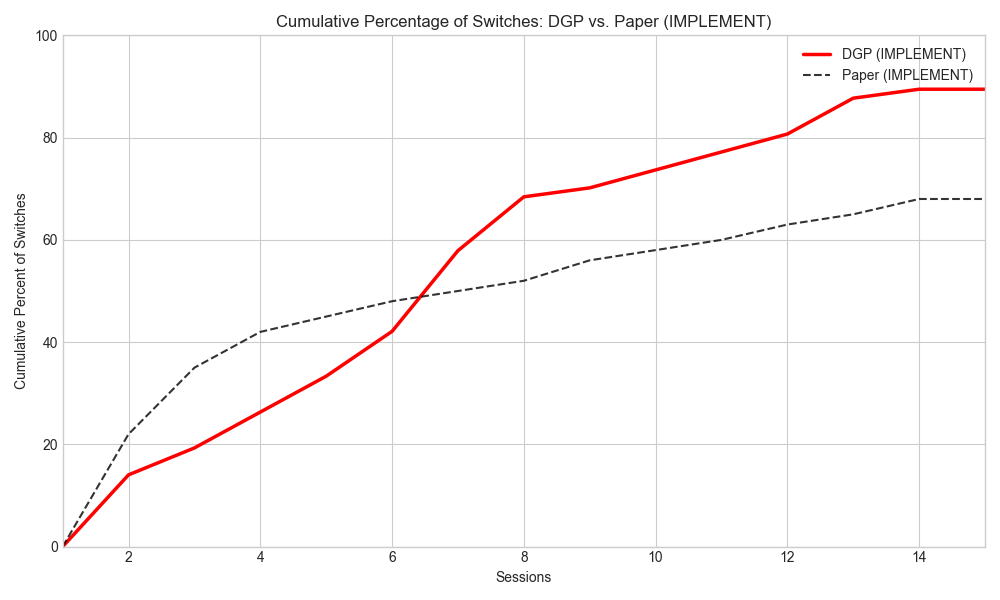 Cumulative Percentage of Switches: DGP vs. Paper (IMPLEMENT)
DGP (IMPLEMENT)
Paper (IMPLEMENT)
Cumulative Percent of Switches
100
80
60
40
20
0
2 4 6 8 10 12 14
Sessions